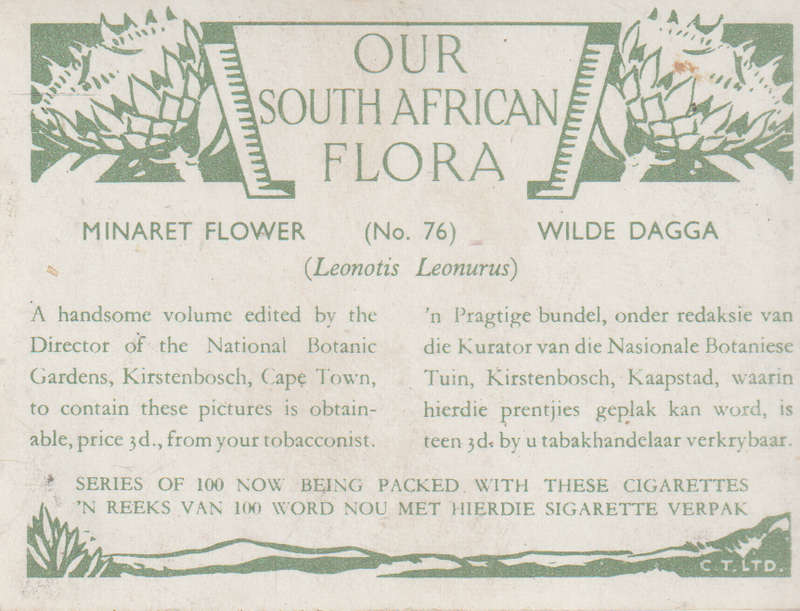 OUR
SOUTH AFRICAN
FLORA
MINARET FLOWER (No. 76) WILDE DAGGA
(Leonotis Leonurus)
A handsome volume edited by the
Director of the National Botanic
Gardens, Kirstenbosch, Cape Town,
to contain these pictures is obtain-
able, price 3d., from your tobacconist.
'n Pragtige bundel, onder redaksie van
die Kurator van die Nasionale Botaniese
Tuin, Kirstenbosch, Kaapstad, waarin
hierdie prentjies geplak kan word, is
teen 3d. by u tabakhandelaar verkrybaar.
SERIES OF 100 NOW BEING PACKED WITH THESE CIGARETTES
'N REEKS VAN 100 WORD NOU MET HIERDIE SIGARETTE VERPAK
C.T. LTD.